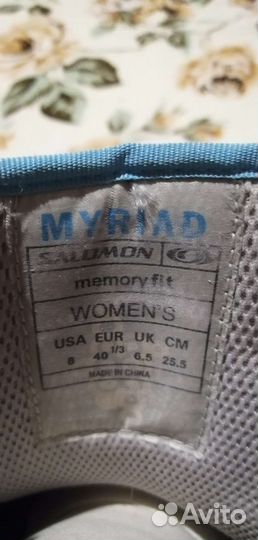 MYRIAD
SALOMON
memory fit
WOMEN'S
USA EUR UK CM
8 40 1/3 6.5 25.5
MADE IN CHINA
Avito